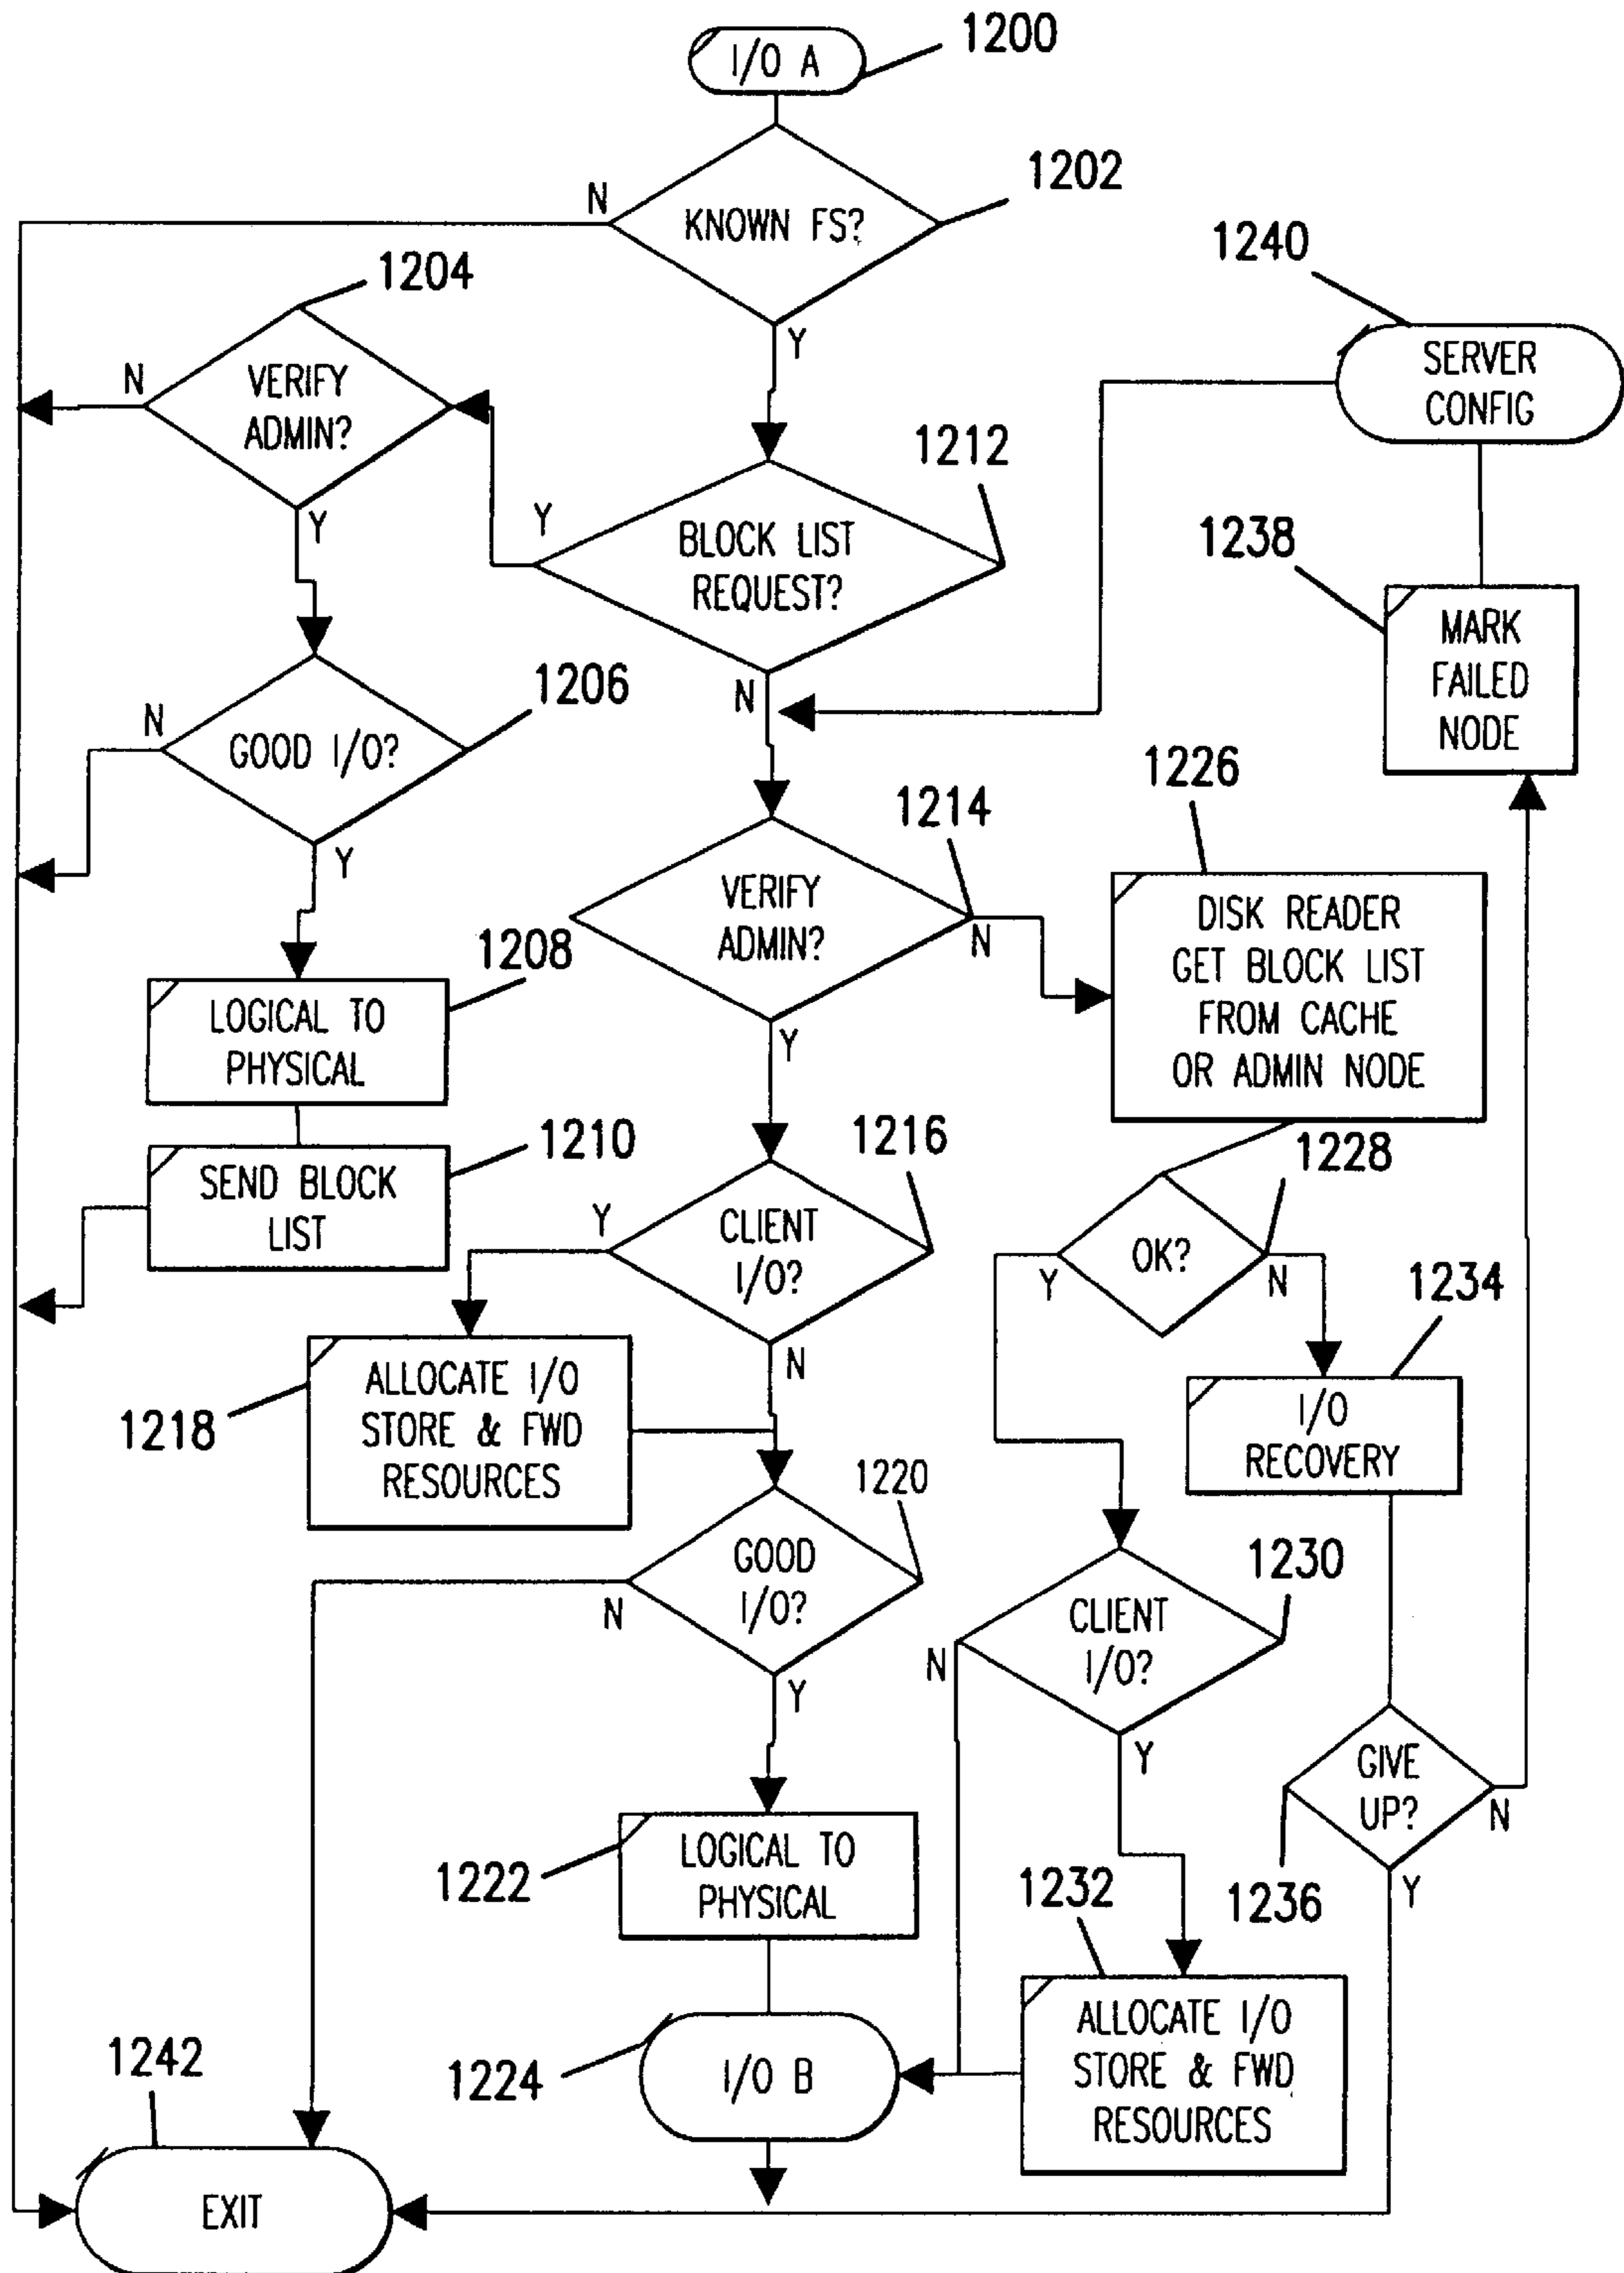 I/O A
1200
N
KNOWN FS?
1202
Y
1204
N
VERIFY
ADMIN?
Y
1240
SERVER
CONFIG
1212
Y
BLOCK LIST
REQUEST?
N
1238
MARK
FAILED
NODE
1206
N
GOOD I/O?
Y
1214
VERIFY
ADMIN?
N
Y
1226
DISK READER
GET BLOCK LIST
FROM CACHE
OR ADMIN NODE
1208
LOGICAL TO
PHYSICAL
1210
SEND BLOCK
LIST
1216
Y
CLIENT
I/O?
N
1228
OK?
Y
N
1234
I/O
RECOVERY
1218
ALLOCATE I/O
STORE & FWD
RESOURCES
1220
GOOD
I/O?
N
Y
1230
CLIENT
I/O?
N
Y
GIVE
UP?
N
1236
Y
1222
LOGICAL TO
PHYSICAL
1232
ALLOCATE I/O
STORE & FWD
RESOURCES
1224
I/O B
1242
EXIT